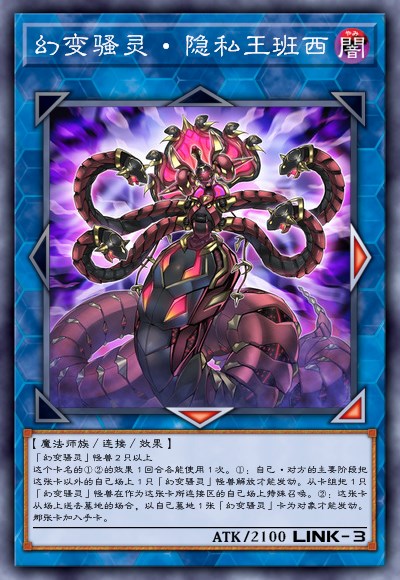 幻变骚灵・隐私王班西
闇
やみ
【魔法师族／连接／效果】
「幻变骚灵」怪兽２只以上
这个卡名的①②的效果１回合各能使用１次。①：自己・对方的主要阶段把
这张卡以外的自己场上１只「幻变骚灵」怪兽解放才能发动。从卡组把１只
「幻变骚灵」怪兽在作为这张卡所连接区的自己场上特殊召唤。②：这张卡
从场上送去墓地的场合，以自己墓地１张「幻变骚灵」卡为对象才能发动。
那张卡加入手卡。
ATK/2100 LINK-3